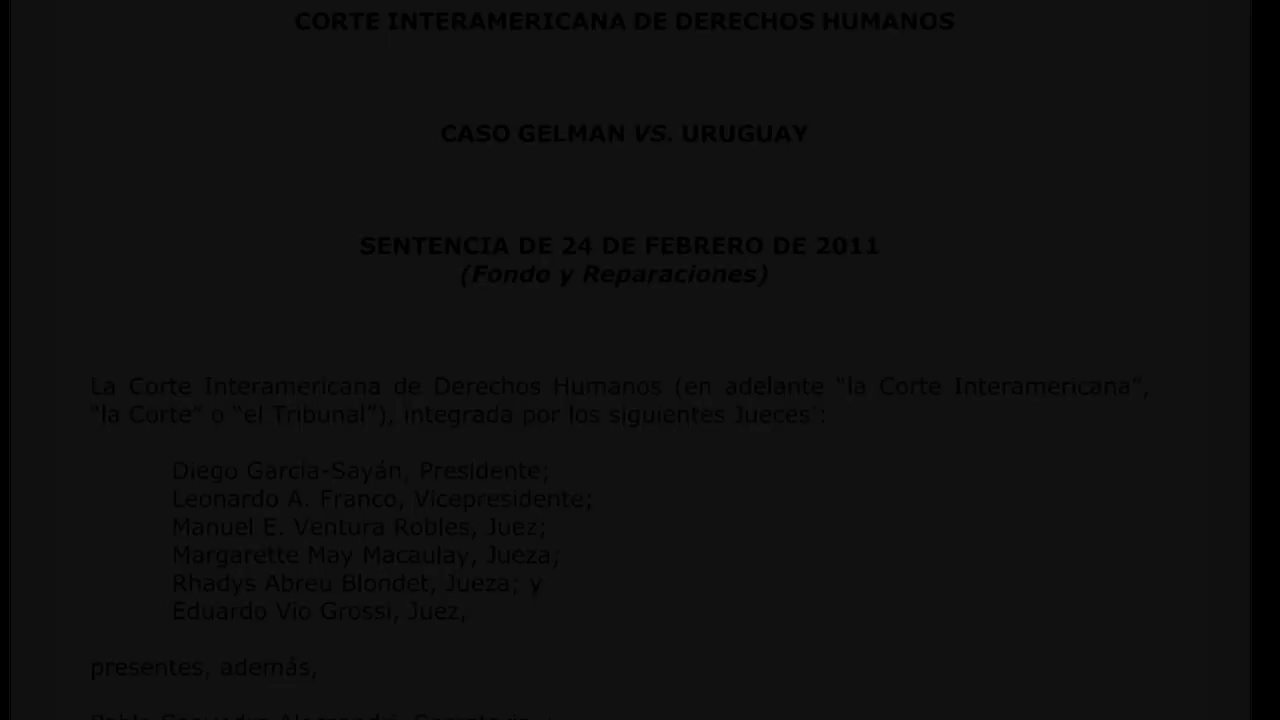 CORTE INTERAMERICANA DE DERECHOS HUMANOS
CASO GELMAN VS. URUGUAY
SENTENCIA DE 24 DE FEBRERO DE 2011
(Fondo y Reparaciones)
La Corte Interamericana de Derechos Humanos (en adelante “la Corte Interamericana”,
“la Corte” o “el Tribunal”), integrada por los siguientes Jueces*:
Diego García-Sayán, Presidente;
Leonardo A. Franco, Vicepresidente;
Manuel E. Ventura Robles, Juez;
Margarette May Macaulay, Jueza;
Rhadys Abreu Blondet, Jueza; y
Eduardo Vio Grossi, Juez,
presentes, además,